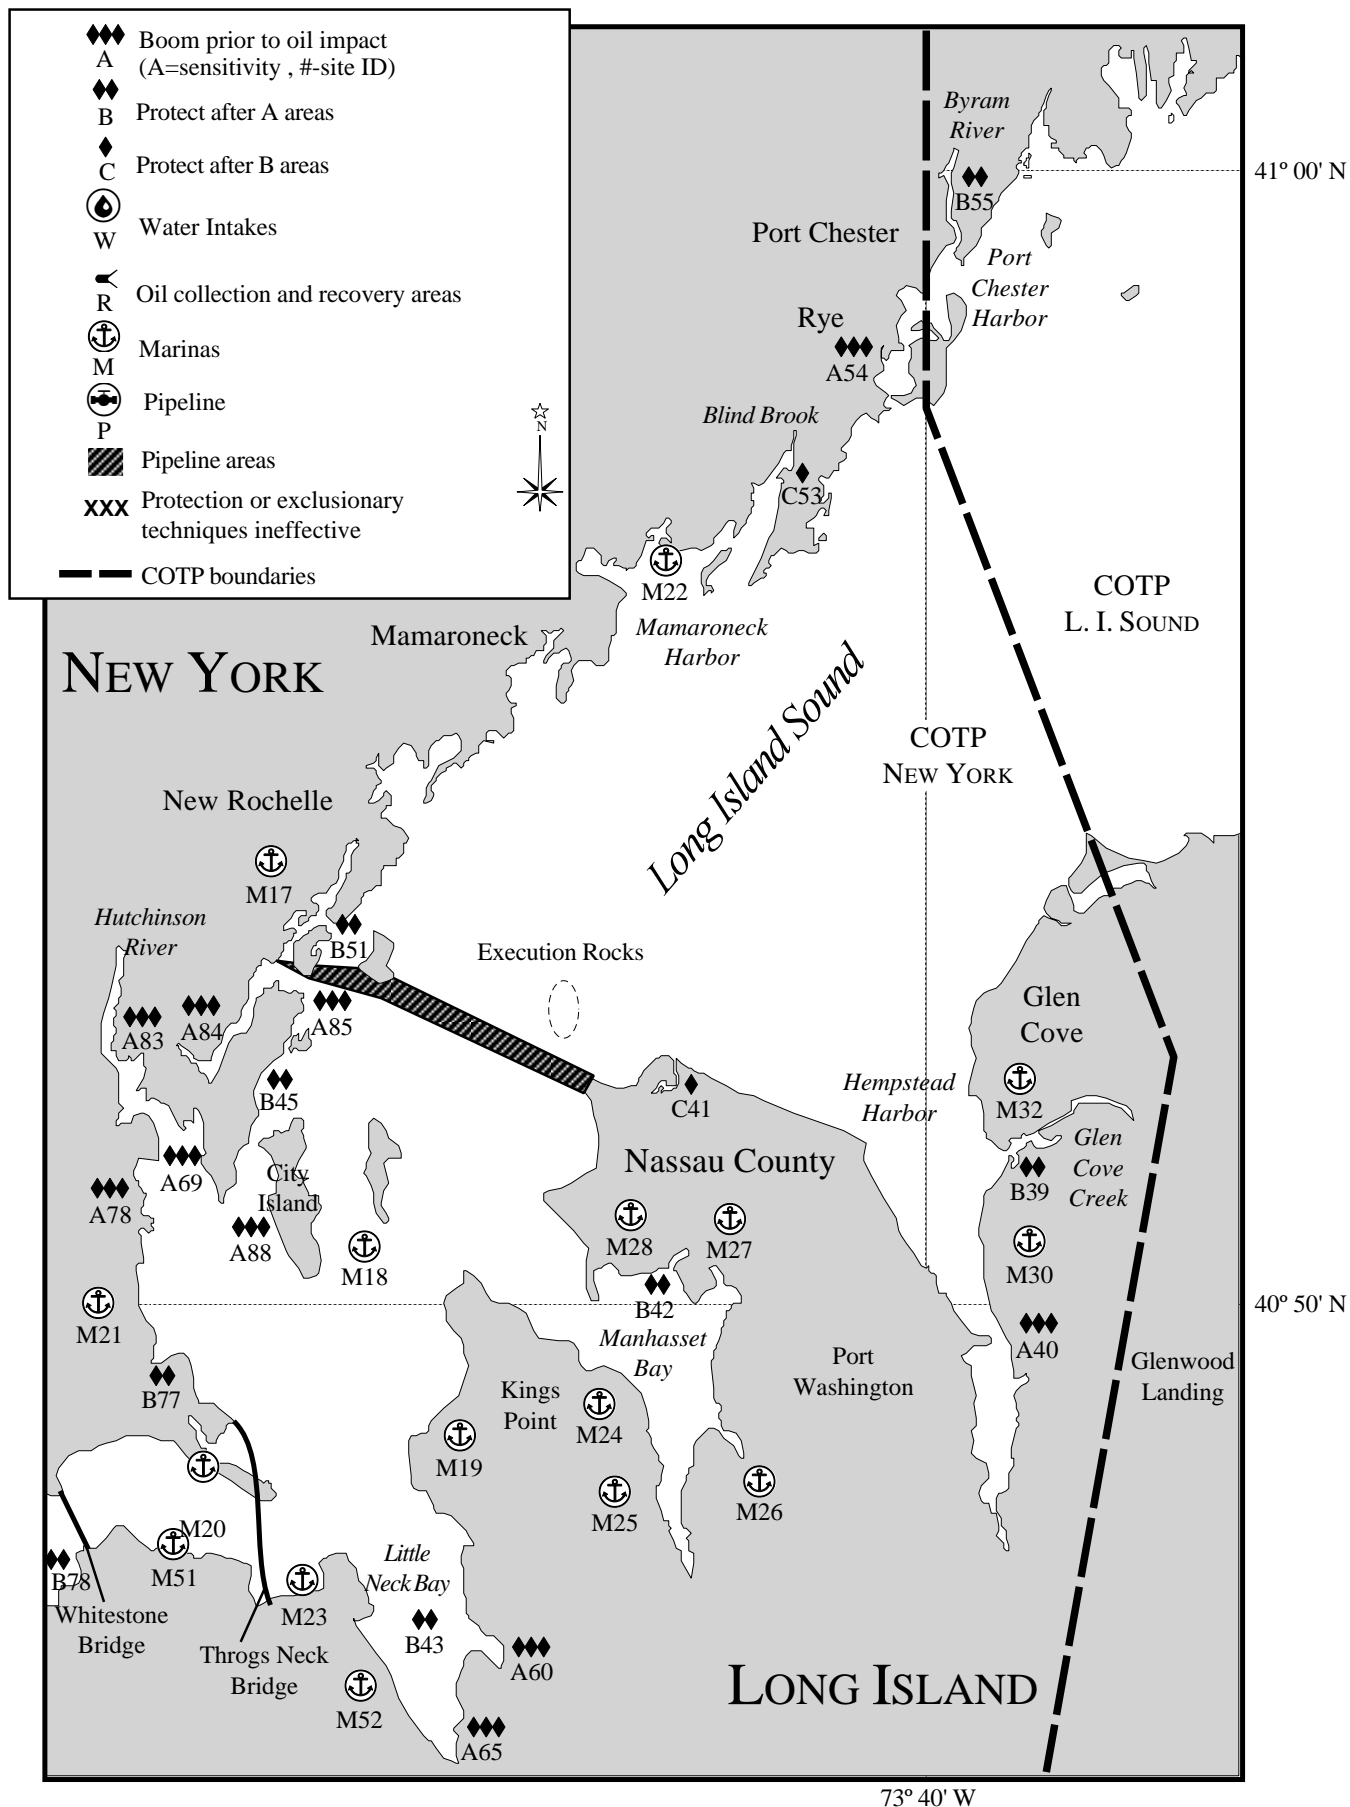 A
Boom prior to oil impact
(A=sensitivity , #-site ID)
B
Protect after A areas
C
Protect after B areas
W
Water Intakes
R
Oil collection and recovery areas
M
Marinas
P
Pipeline
Pipeline areas
XXX
Protection or exclusionary
techniques ineffective
COTP boundaries
N
Byram
River
41º 00' N
B55
Port Chester
Port
Chester
Harbor
Rye
A54
Blind Brook
C53
M22
Mamaroneck
Harbor
Mamaroneck
NEW YORK
COTP
L. I. SOUND
Long Island Sound
COTP
NEW YORK
New Rochelle
M17
Hutchinson
River
B51
Execution Rocks
A83
A84
A85
Glen
Cove
B45
C41
Hempstead
Harbor
M32
Glen
Cove
Creek
A69
City
Island
Nassau County
B39
A78
A88
M18
M28
M27
M30
M21
B42
40º 50' N
Manhasset
Bay
A40
B77
Kings
Point
Port
Washington
Glenwood
Landing
M24
M19
M25
M26
M20
M51
B78
Little
Neck Bay
Whitestone
Bridge
M23
B43
Throgs Neck
Bridge
A60
M52
LONG ISLAND
A65
73º 40' W